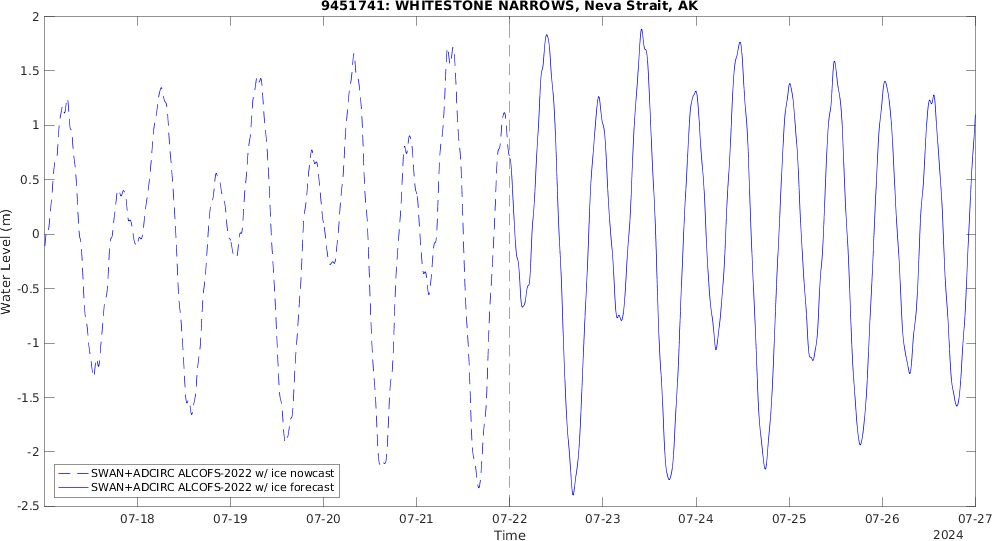 9451741: WHITESTONE NARROWS, Neva Strait, AK
2
1.5
1
0.5
0
-0.5
-1
-1.5
-2
-2.5
Water Level (m)
SWAN+ADCIRC ALCOFS-2022 w/ ice nowcast
SWAN+ADCIRC ALCOFS-2022 w/ ice forecast
07-18 07-19 07-20 07-21 07-22 07-23 07-24 07-25 07-26 07-27
Time
2024